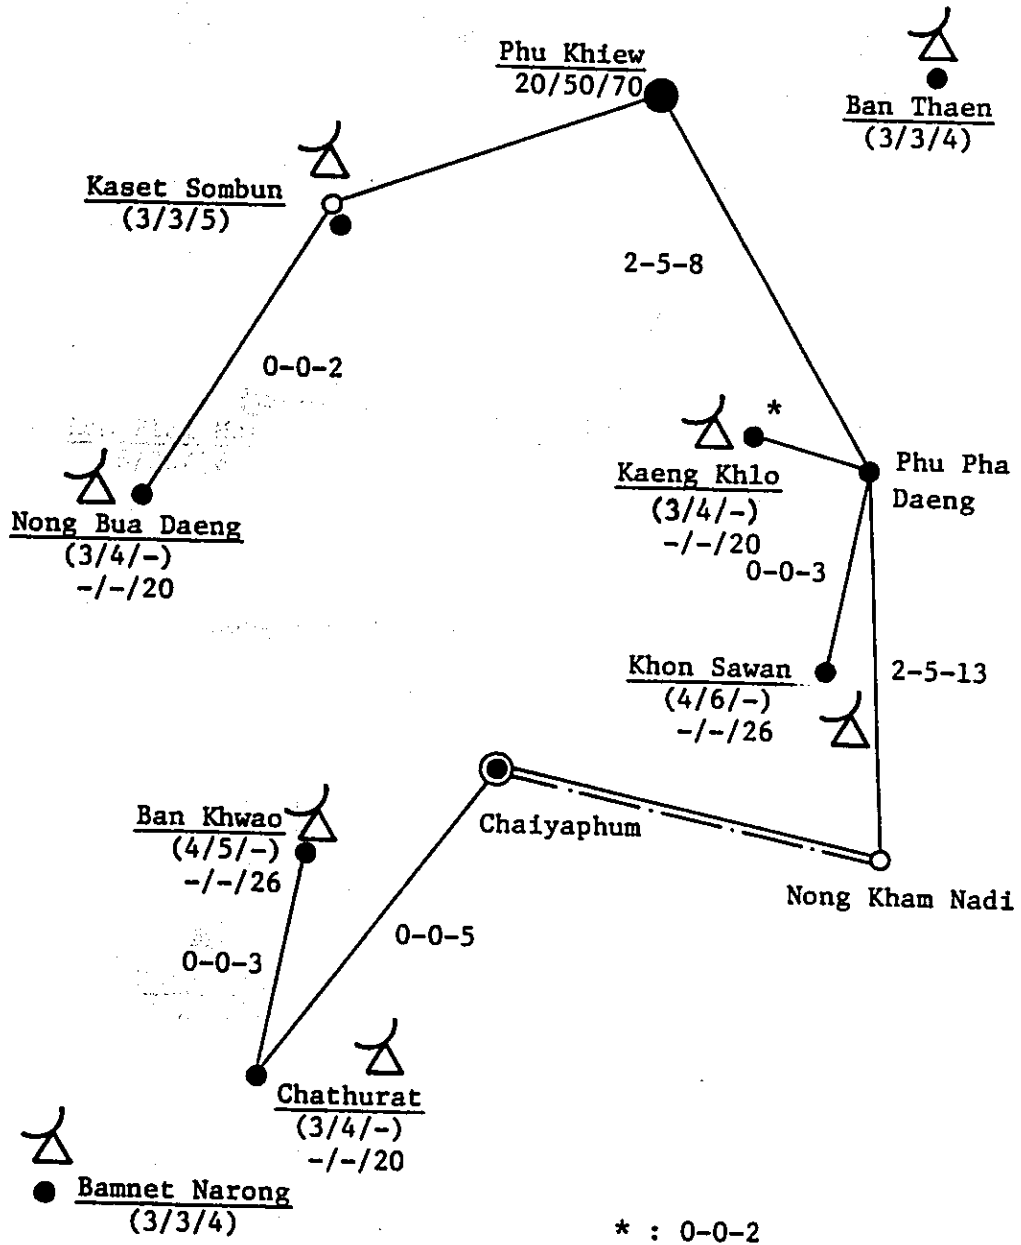 Phu Khiew
20/50/70
Ban Thaen
(3/3/4)
Kaset Sombun
(3/3/5)
2-5-8
0-0-2
*
Kaeng Khlo
(3/4/-)
-/-/20
Phu Pha
Daeng
Nong Bua Daeng
(3/4/-)
-/-/20
0-0-3
Khon Sawan
(4/6/-)
-/-/26
2-5-13
Chaiyaphum
Ban Khwao
(4/5/-)
-/-/26
Nong Kham Nadi
0-0-5
0-0-3
Chathurat
(3/4/-)
-/-/20
Bamnet Narong
(3/3/4)
* : 0-0-2